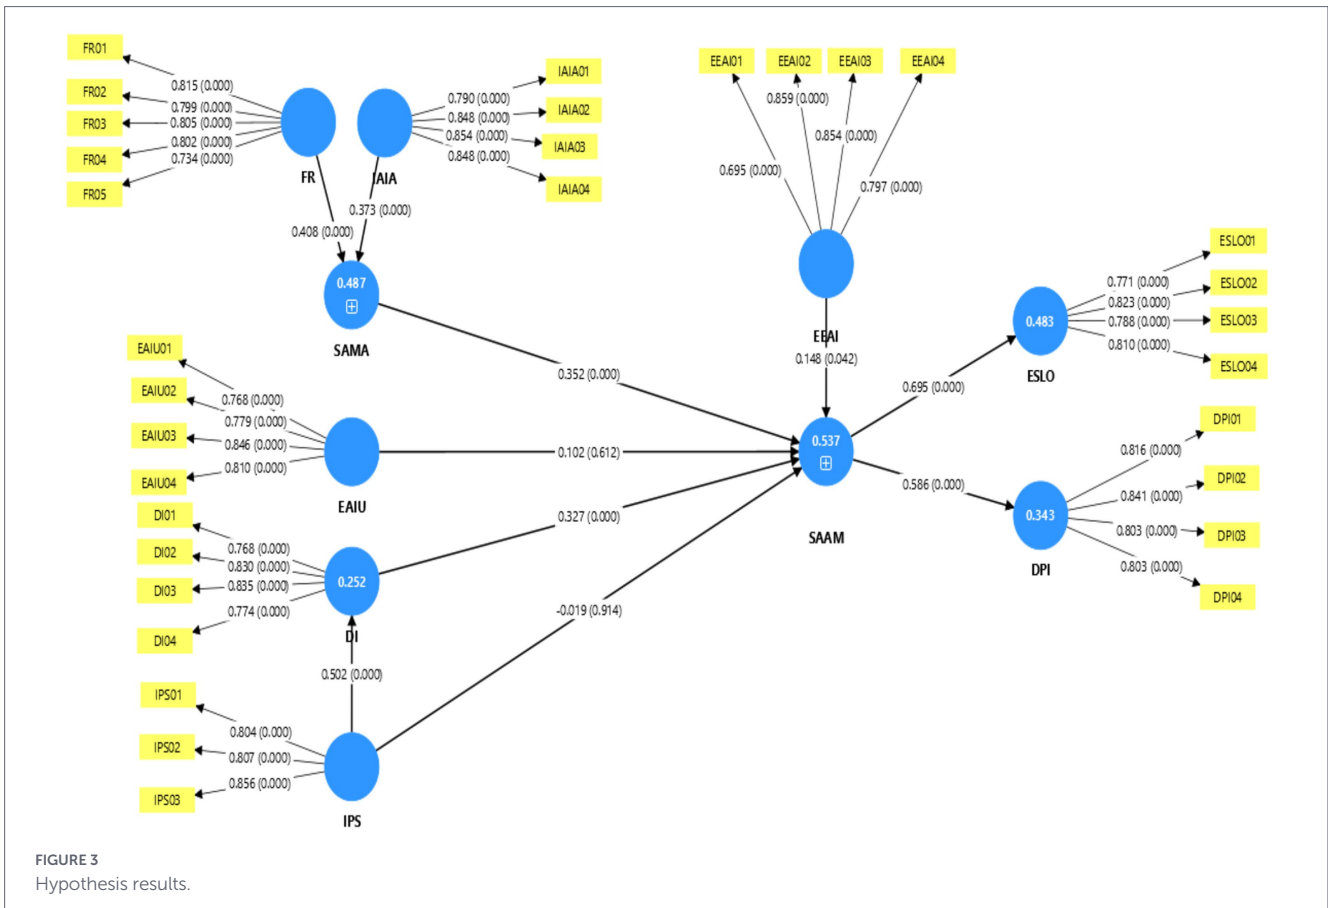 FR01
FR02
FR03
FR04
FR05
0.815 (0.000)
0.799 (0.000)
0.805 (0.000)
0.802 (0.000)
0.734 (0.000)
FR
IAIA
0.790 (0.000)
0.848 (0.000)
0.854 (0.000)
0.848 (0.000)
IAIA01
IAIA02
IAIA03
IAIA04
0.408 (0.000)
0.373 (0.000)
0.487
SAMA
EEAI01
EEAI02
EEAI03
EEAI04
0.695 (0.000)
0.859 (0.000)
0.854 (0.000)
0.797 (0.000)
EEAI
0.148 (0.042)
0.352 (0.000)
EAIU01
EAIU02
EAIU03
EAIU04
0.768 (0.000)
0.779 (0.000)
0.846 (0.000)
0.810 (0.000)
EAIU
0.102 (0.612)
0.537
SAAM
0.695 (0.000)
0.586 (0.000)
0.483
ESLO
0.771 (0.000)
0.823 (0.000)
0.788 (0.000)
0.810 (0.000)
ESLO01
ESLO02
ESLO03
ESLO04
0.343
DPI
0.816 (0.000)
0.841 (0.000)
0.803 (0.000)
0.803 (0.000)
DPI01
DPI02
DPI03
DPI04
DI01
DI02
DI03
DI04
0.768 (0.000)
0.830 (0.000)
0.835 (0.000)
0.774 (0.000)
0.252
DI
0.327 (0.000)
0.502 (0.000)
-0.019 (0.914)
IPS01
IPS02
IPS03
0.804 (0.000)
0.807 (0.000)
0.856 (0.000)
IPS
FIGURE 3
Hypothesis results.